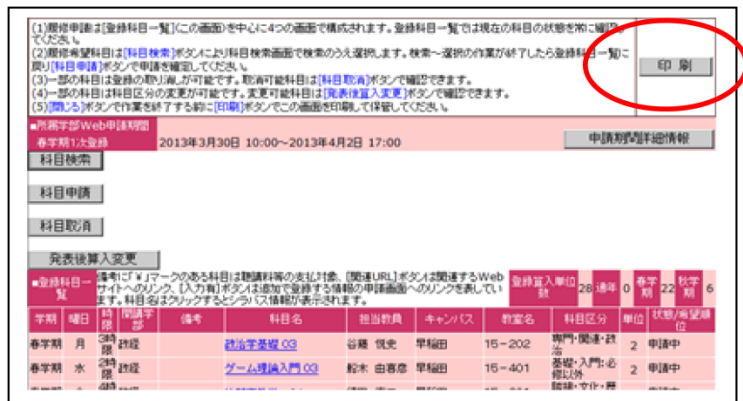 (1)履修申請は[登録科目一覧](この画面)を中心に4つの画面で構成されます。登録科目一覧では現在の科目の状態を常に確認してください。
(2)履修希望科目は[科目検索]ボタンにより科目検索画面で検索のうえ選択します。検索～選択の作業が終了したら登録科目一覧に戻り[科目申請]ボタンで申請を確定してください。
(3)一部の科目は登録の取り消しが可能です。取消可能科目は[科目取消]ボタンで確認できます。
(4)一部の科目は科目区分の変更が可能です。変更可能科目は[発表後算入変更]ボタンで確認できます。
(5)[閉じる]ボタンで作業を終了する前に[印刷]ボタンでこの画面を印刷して保管してください。
印 刷
■所属学部Web申請期間
春学期1次登録 2013年3月30日 10:00～2013年4月2日 17:00
申請期間詳細情報
科目検索
科目申請
科目取消
発表後算入変更
■登録科目一覧
備考に「¥」マークのある科目は聴講料等の支払対象、[関連URL]ボタンは関連するWeb
サイトへのリンク、[入力有]ボタンは追加で登録する情報の申請画面へのリンクを表してい
ます。科目名はクリックするとシラバス情報が表示されます。
登録算入単位数 28 通年 0 春学期 22 秋学期 6
学期 曜日 時限 開講学部 備考 科目名 担当教員 キャンパス 教室名 科目区分 単位 状態/希望順位
春学期 月 3時限 政経 政治学基礎 03 谷藤 悦史 早稲田 15-202 専門・関連・政治 2 申請中
春学期 水 2時限 政経 ゲーム理論入門 03 船木 由喜彦 早稲田 15-401 基礎・入門:必修以外 2 申請中